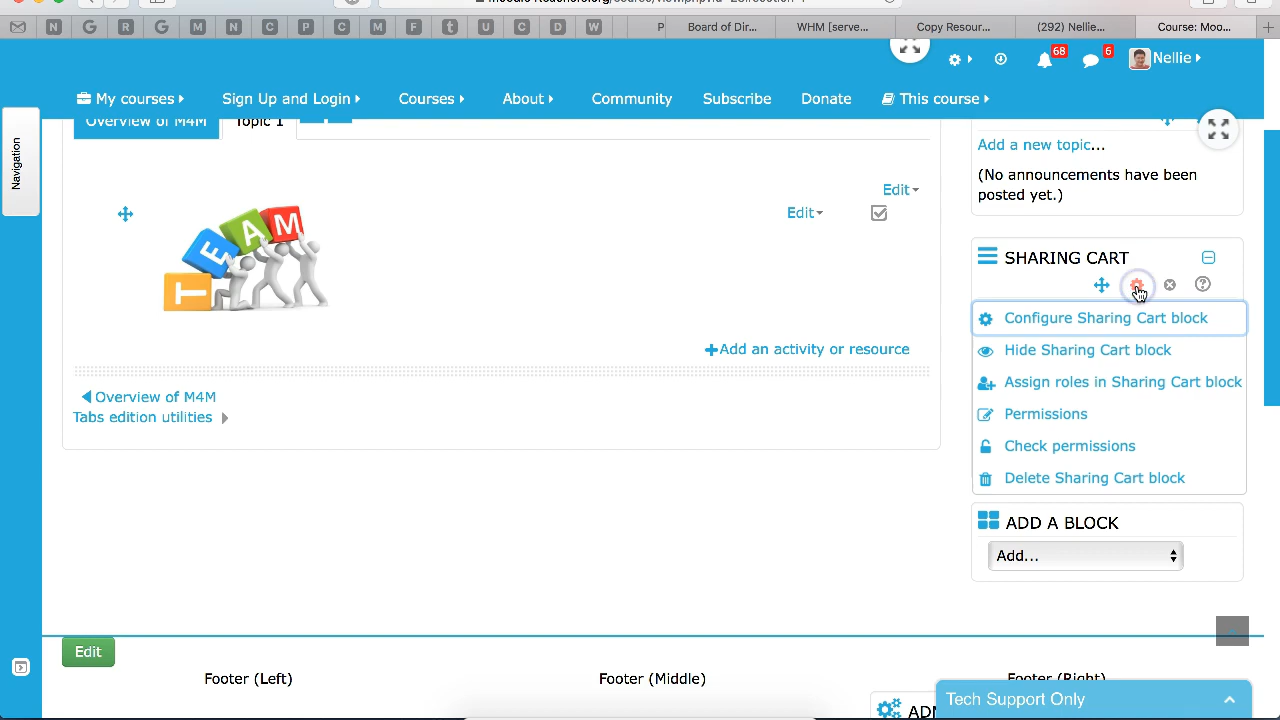 N G R G M N C P C M F t U C D W P Board of Dir... WHM [serve... Copy Resour... (292) Nellie... Course: Moo...
68 6 Nellie
My courses Sign Up and Login Courses About Community Subscribe Donate This course
Navigation
Overview of M4M Topic 1
Add a new topic...
(No announcements have been
posted yet.)
Edit
Edit
TEAM
SHARING CART
Configure Sharing Cart block
Hide Sharing Cart block
Assign roles in Sharing Cart block
Permissions
Check permissions
Delete Sharing Cart block
Add an activity or resource
Overview of M4M
Tabs edition utilities
ADD A BLOCK
Add...
Edit
Footer (Left) Footer (Middle) Footer (Right)
Tech Support Only